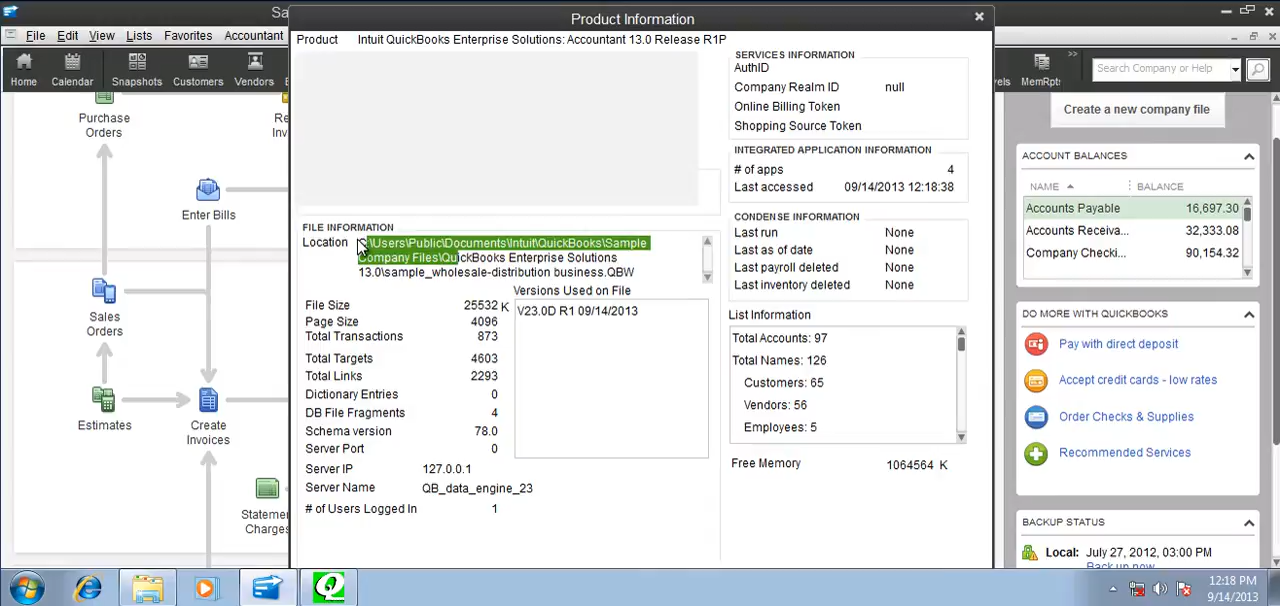 Sa
Product Information
File Edit View Lists Favorites Accountant
Product Intuit QuickBooks Enterprise Solutions: Accountant 13.0 Release R1P
Home Calendar Snapshots Customers Vendors
MemRpts
Search Company or Help
Purchase
Orders
Enter Bills
Sales
Orders
Estimates
Create
Invoices
Charges
FILE INFORMATION
Location
:\Users\Public\Documents\Intuit\QuickBooks\Sample
Company Files\QuickBooks Enterprise Solutions
13.0\sample_wholesale-distribution business.QBW
File Size 25532 K
Page Size 4096
Total Transactions 873
Total Targets 4603
Total Links 2293
Dictionary Entries 0
DB File Fragments 4
Schema version 78.0
Server Port 0
Server IP 127.0.0.1
Server Name QB_data_engine_23
# of Users Logged In 1
Versions Used on File
V23.0D R1 09/14/2013
SERVICES INFORMATION
AuthID
Company Realm ID null
Online Billing Token
Shopping Source Token
INTEGRATED APPLICATION INFORMATION
# of apps 4
Last accessed 09/14/2013 12:18:38
CONDENSE INFORMATION
Last run None
Last as of date None
Last payroll deleted None
Last inventory deleted None
List Information
Total Accounts: 97
Total Names: 126
Customers: 65
Vendors: 56
Employees: 5
Free Memory 1064564 K
Create a new company file
ACCOUNT BALANCES
NAME BALANCE
Accounts Payable 16,697.30
Accounts Receiva... 32,333.08
Company Checki... 90,154.32
DO MORE WITH QUICKBOOKS
Pay with direct deposit
Accept credit cards - low rates
Order Checks & Supplies
Recommended Services
BACKUP STATUS
Local: July 27, 2012, 03:00 PM
Back up now
12:18 PM
9/14/2013